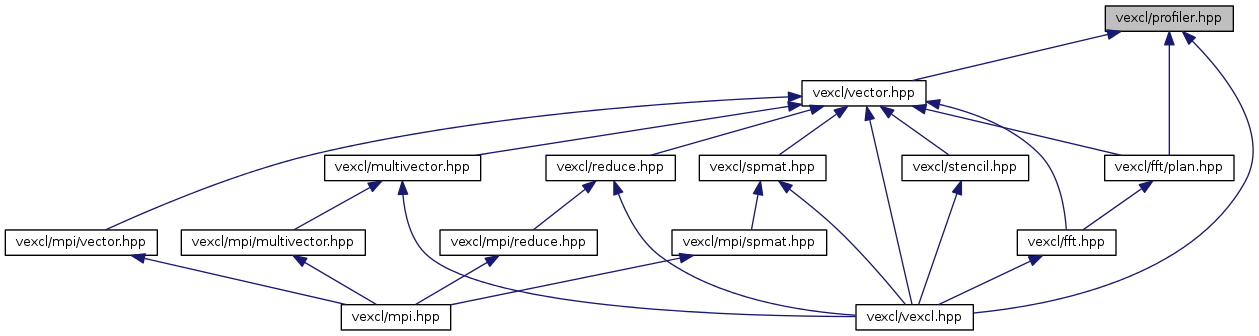 vexcl/profiler.hpp
vexcl/vector.hpp
vexcl/multivector.hpp
vexcl/reduce.hpp
vexcl/spmat.hpp
vexcl/stencil.hpp
vexcl/fft/plan.hpp
vexcl/mpi/vector.hpp
vexcl/mpi/multivector.hpp
vexcl/mpi/reduce.hpp
vexcl/mpi/spmat.hpp
vexcl/fft.hpp
vexcl/mpi.hpp
vexcl/vexcl.hpp